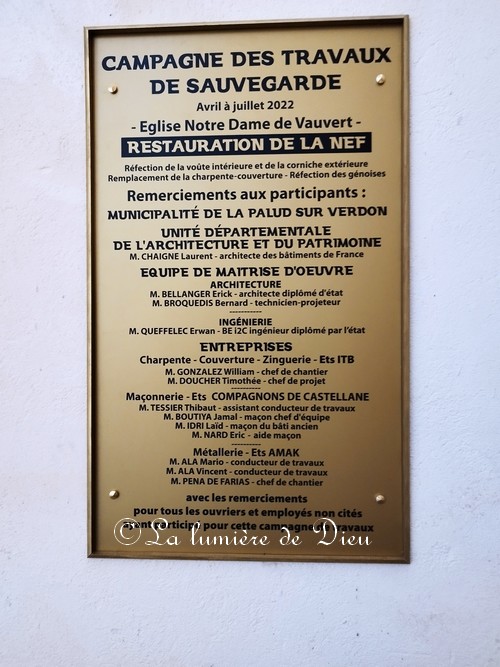 CAMPAGNE DES TRAVAUX
DE SAUVEGARDE
Avril à juillet 2022
- Eglise Notre Dame de Vauvert -
RESTAURATION DE LA NEF
Réfection de la voûte intérieure et de la corniche extérieure
Remplacement de la charpente-couverture - Réfection des génoises
Remerciements aux participants :
MUNICIPALITÉ DE LA PALUD SUR VERDON
UNITÉ DÉPARTEMENTALE
DE L'ARCHITECTURE ET DU PATRIMOINE
M. CHAIGNE Laurent - architecte des bâtiments de France
EQUIPE DE MAITRISE D'OEUVRE
ARCHITECTURE
M. BELLANGER Erick - architecte diplômé d'état
M. BROQUEDIS Bernard - technicien-projeteur
-----------
INGÉNIERIE
M. QUEFFELEC Erwan - BE i2C ingénieur diplômé par l'état
ENTREPRISES
Charpente - Couverture - Zinguerie - Ets ITB
M. GONZALEZ William - chef de chantier
M. DOUCHER Timothée - chef de projet
----------
Maçonnerie - Ets COMPAGNONS DE CASTELLANE
M. TESSIER Thibaut - assistant conducteur de travaux
M. BOUTIYA Jamal - maçon chef d'équipe
M. IDRI Laïd - maçon du bâti ancien
M. NARD Eric - aide maçon
----------
Métallerie - Ets AMAK
M. ALA Mario - conducteur de travaux
M. ALA Vincent - conducteur de travaux
M. PENA DE FARIAS - chef de chantier
avec les remerciements
pour tous les ouvriers et employés non cités
ayant participé pour cette campagne de travaux
©La lumière de Dieu